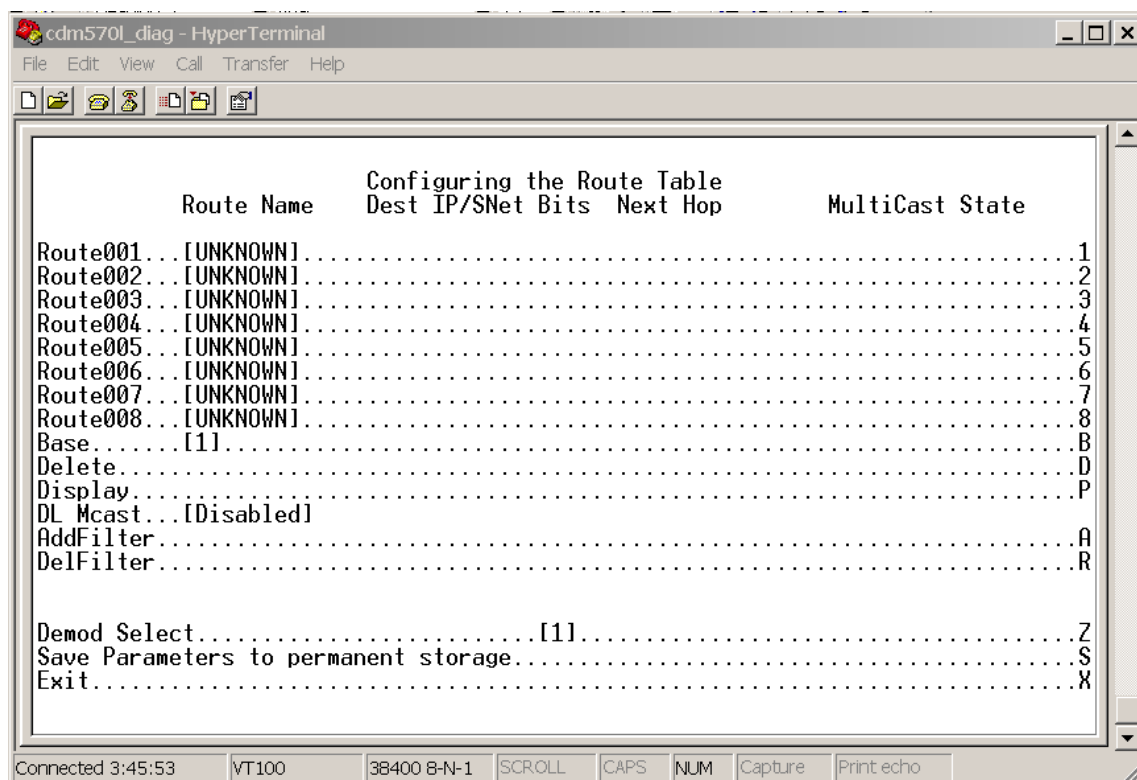 cdm570l_diag - HyperTerminal
File Edit View Call Transfer Help
Configuring the Route Table
Route Name Dest IP/SNet Bits Next Hop MultiCast State
Route001...[UNKNOWN]...........................................................1
Route002...[UNKNOWN]...........................................................2
Route003...[UNKNOWN]...........................................................3
Route004...[UNKNOWN]...........................................................4
Route005...[UNKNOWN]...........................................................5
Route006...[UNKNOWN]...........................................................6
Route007...[UNKNOWN]...........................................................7
Route008...[UNKNOWN]...........................................................8
Base.......[1].................................................................B
Delete.........................................................................D
Display........................................................................P
DL Mcast...[Disabled]
AddFilter......................................................................A
DelFilter......................................................................R
Demod Select..........................[1]......................................Z
Save Parameters to permanent storage...........................................S
Exit...........................................................................X
Connected 3:45:53 VT100 38400 8-N-1 SCROLL CAPS NUM Capture Print echo